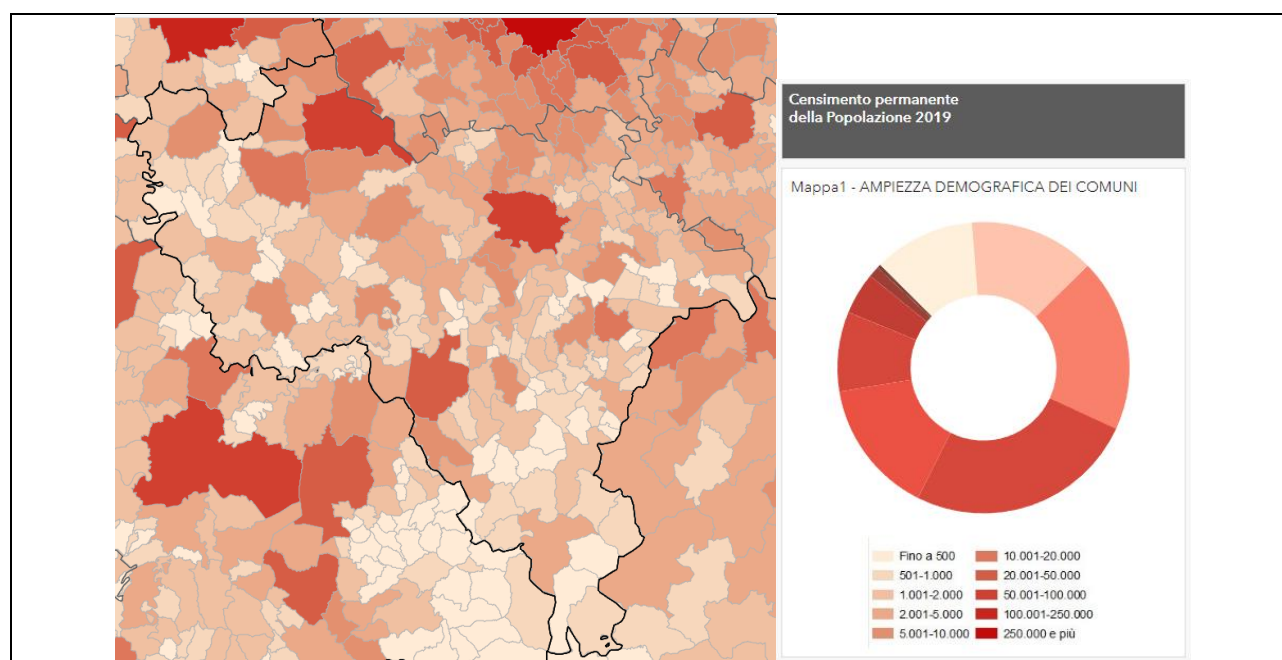 Censimento permanente
della Popolazione 2019
Mappa1 - AMPIEZZA DEMOGRAFICA DEI COMUNI
Fino a 500
501-1.000
1.001-2.000
2.001-5.000
5.001-10.000
10.001-20.000
20.001-50.000
50.001-100.000
100.001-250.000
250.000 e più